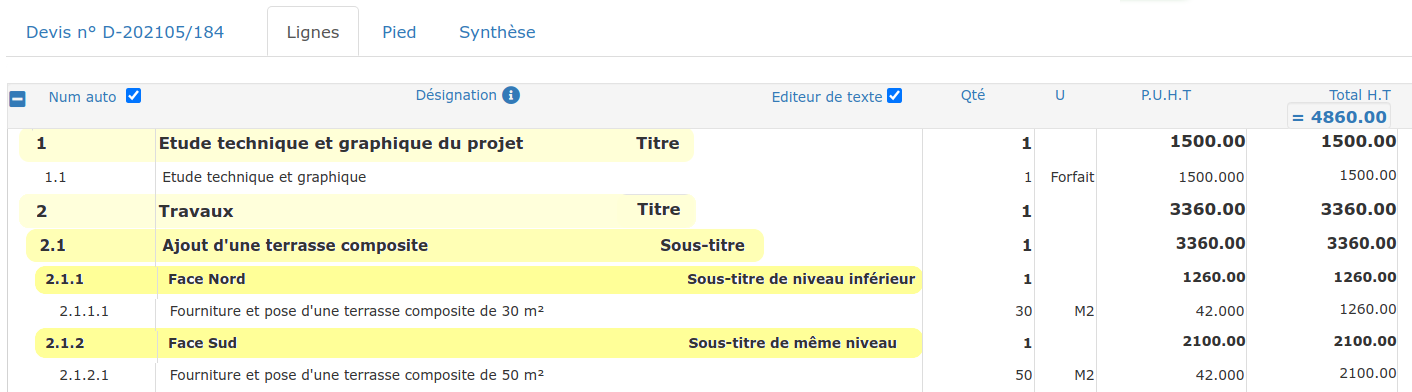 Devis n° D-202105/184 Lignes Pied Synthèse
Num auto Désignation Editeur de texte Qté U P.U.H.T Total H.T
= 4860.00
1 Etude technique et graphique du projet Titre 1 1500.00 1500.00
1.1 Etude technique et graphique 1 Forfait 1500.000 1500.00
2 Travaux Titre 1 3360.00 3360.00
2.1 Ajout d'une terrasse composite Sous-titre 1 3360.00 3360.00
2.1.1 Face Nord Sous-titre de niveau inférieur 1 1260.00 1260.00
2.1.1.1 Fourniture et pose d'une terrasse composite de 30 m² 30 M2 42.000 1260.00
2.1.2 Face Sud Sous-titre de même niveau 1 2100.00 2100.00
2.1.2.1 Fourniture et pose d'une terrasse composite de 50 m² 50 M2 42.000 2100.00